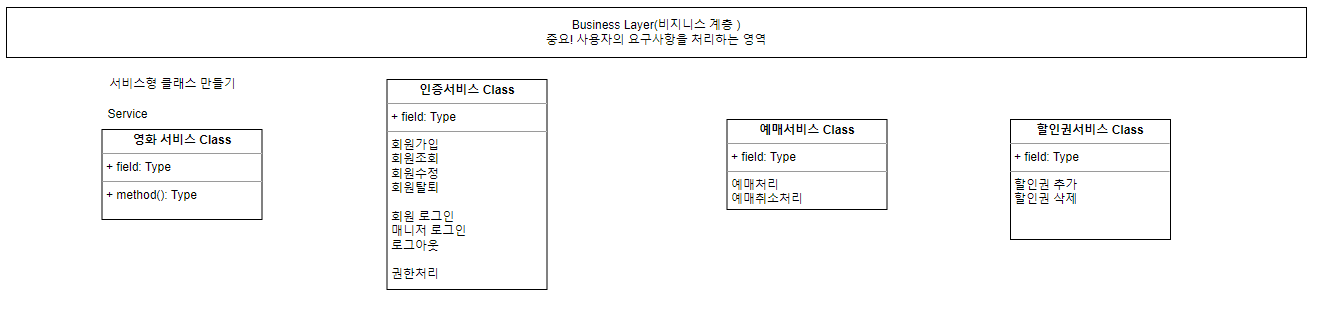 Business Layer(비지니스 계층 )
중요! 사용자의 요구사항을 처리하는 영역
서비스형 클래스 만들기
Service
영화 서비스 Class
+ field: Type
+ method(): Type
인증서비스 Class
+ field: Type
회원가입
회원조회
회원수정
회원탈퇴
회원 로그인
매니저 로그인
로그아웃
권한처리
예매서비스 Class
+ field: Type
예매처리
예매취소처리
할인권서비스 Class
+ field: Type
할인권 추가
할인권 삭제